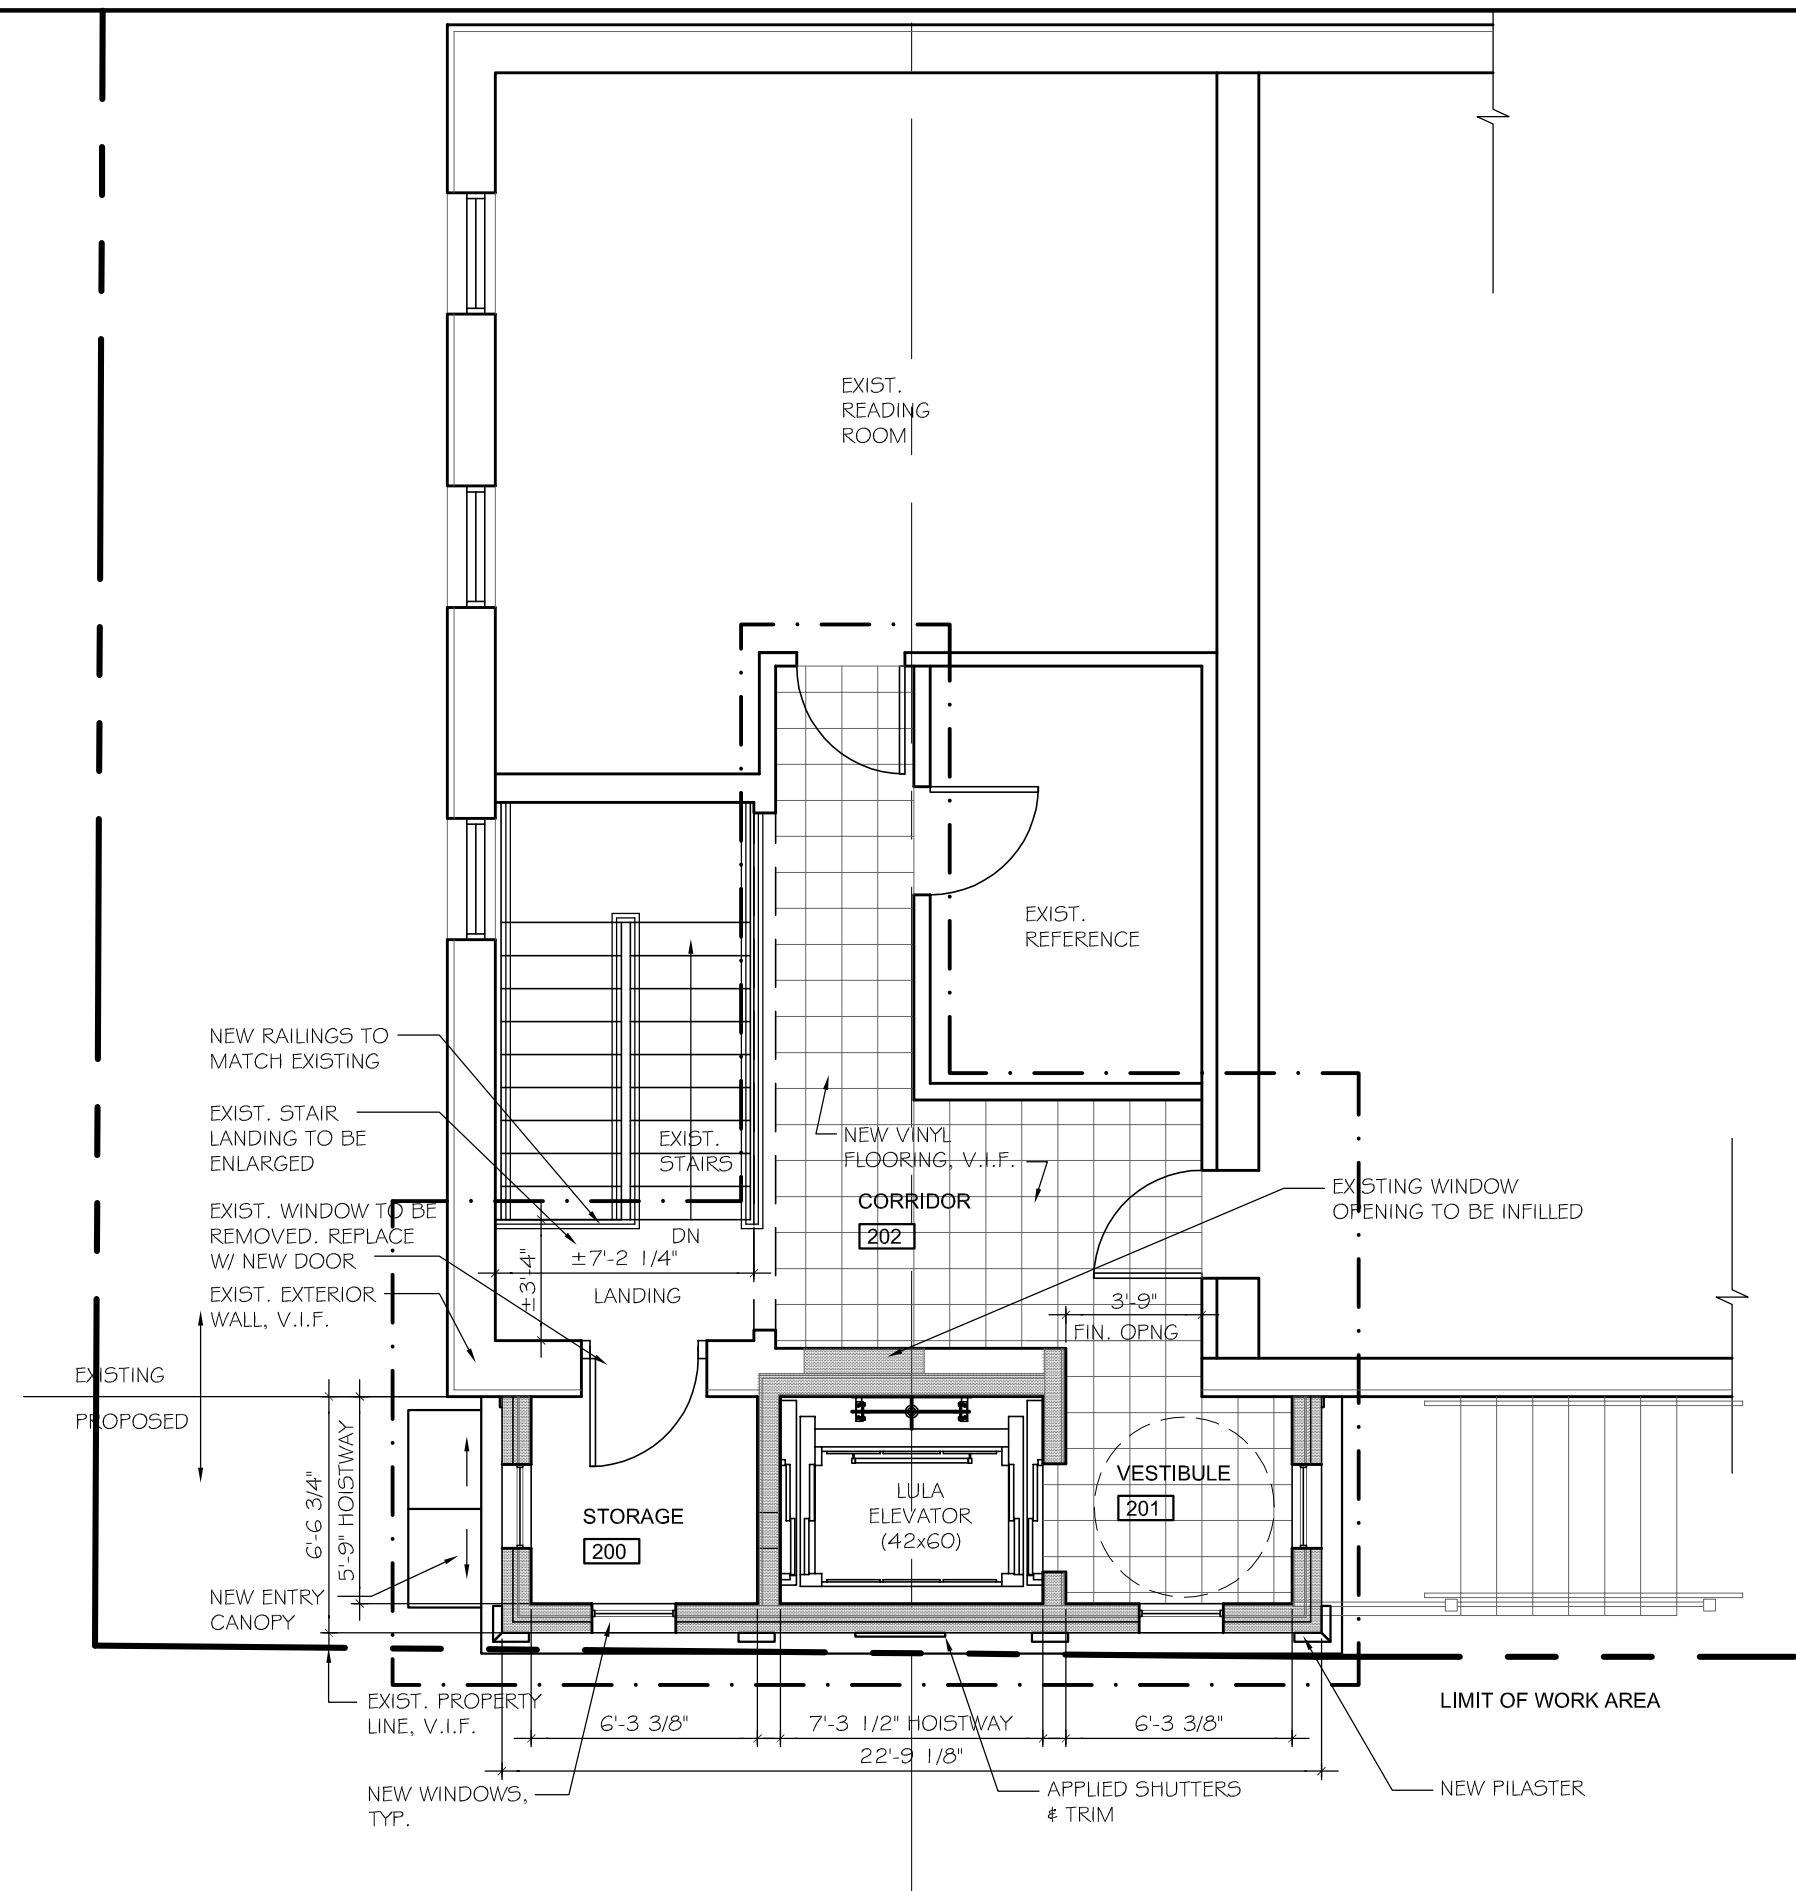 EXIST.
READING
ROOM
EXIST.
REFERENCE
NEW RAILINGS TO
MATCH EXISTING
EXIST. STAIR
LANDING TO BE
ENLARGED
EXIST. WINDOW TO BE
REMOVED. REPLACE
W/ NEW DOOR
EXIST. EXTERIOR
WALL, V.I.F.
EXISTING
PROPOSED
EXIST.
STAIRS
DN
±7'-2 1/4"
±3'-4"
LANDING
NEW VINYL
FLOORING, V.I.F.
CORRIDOR
202
EXISTING WINDOW
OPENING TO BE INFILLED
3'-9"
FIN. OPNG
6'-6 3/4"
5'-9" HOISTWAY
STORAGE
200
LULA
ELEVATOR
(42x60)
VESTIBULE
201
NEW ENTRY
CANOPY
EXIST. PROPERTY
LINE, V.I.F.
6'-3 3/8"
7'-3 1/2" HOISTWAY
6'-3 3/8"
22'-9 1/8"
LIMIT OF WORK AREA
NEW WINDOWS,
TYP.
APPLIED SHUTTERS
& TRIM
NEW PILASTER